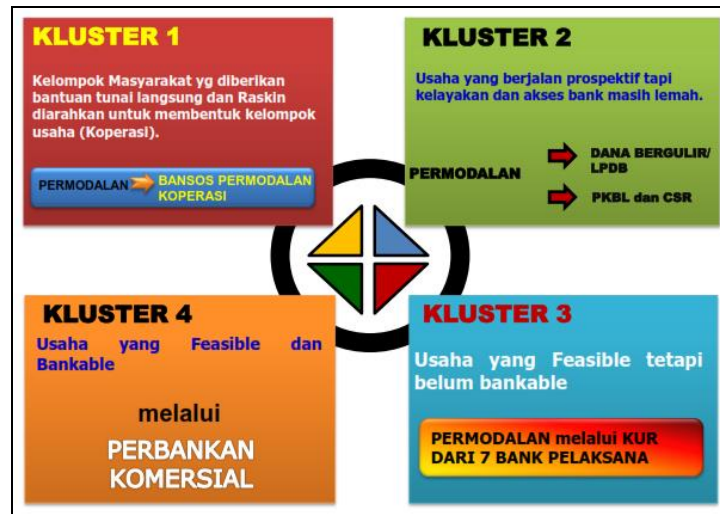 KLUSTER 1
Kelompok Masyarakat yg diberikan
bantuan tunai langsung dan Raskin
diarahkan untuk membentuk kelompok
usaha (Koperasi).
PERMODALAN BANSOS PERMODALAN
KOPERASI
KLUSTER 2
Usaha yang berjalan prospektif tapi
kelayakan dan akses bank masih lemah.
PERMODALAN
DANA BERGULIR/
LPDB
PKBL dan CSR
KLUSTER 4
Usaha yang Feasible dan
Bankable
melalui
PERBANKAN
KOMERSIAL
KLUSTER 3
Usaha yang Feasible tetapi
belum bankable
PERMODALAN melalui KUR
DARI 7 BANK PELAKSANA